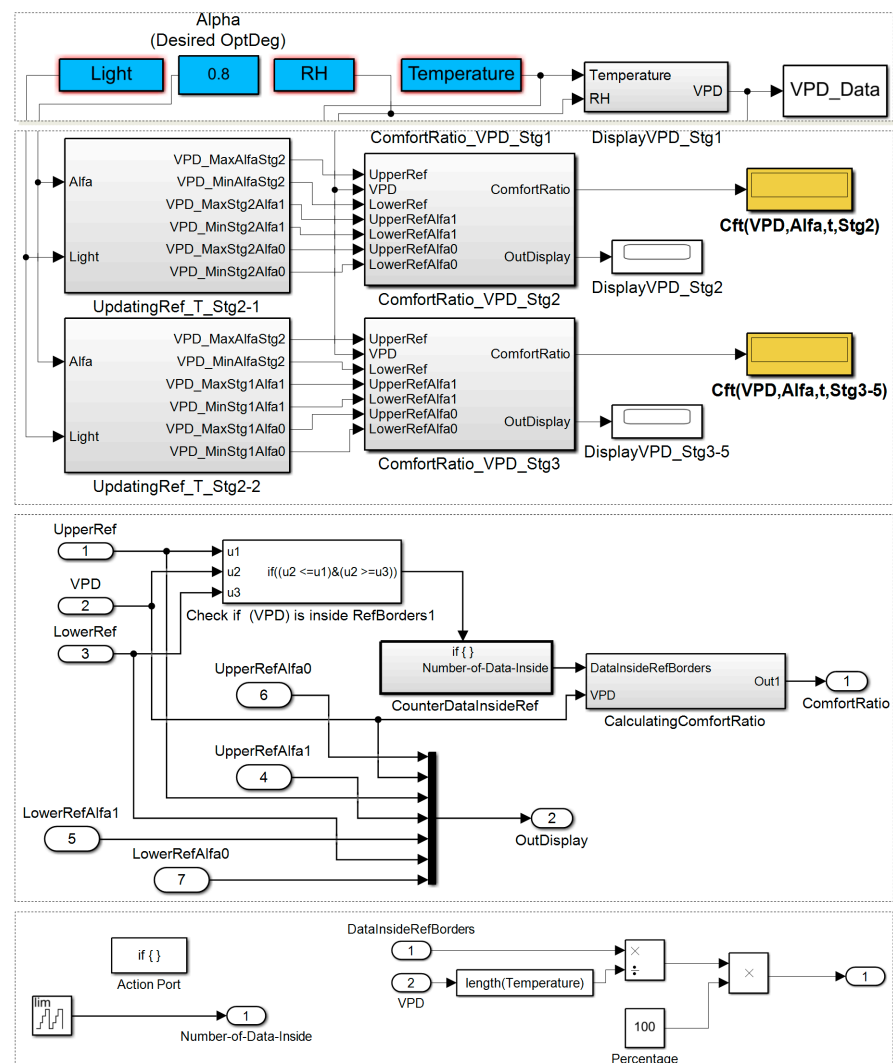 Alpha
(Desired OptDeg)
Light
0.8
RH
Temperature
Temperature
RH
VPD
VPD_Data
ComfortRatio_VPD_Stg1
DisplayVPD_Stg1
Alfa
Light
VPD_MaxAlfaStg2
VPD_MinAlfaStg2
VPD_MaxStg2Alfa1
VPD_MinStg2Alfa1
VPD_MaxStg2Alfa0
VPD_MinStg2Alfa0
UpdatingRef_T_Stg2-1
UpperRef
VPD
LowerRef
UpperRefAlfa1
LowerRefAlfa1
UpperRefAlfa0
LowerRefAlfa0
ComfortRatio
OutDisplay
ComfortRatio_VPD_Stg2
Cft(VPD,Alfa,t,Stg2)
DisplayVPD_Stg2
Alfa
Light
VPD_MaxAlfaStg2
VPD_MinAlfaStg2
VPD_MaxStg1Alfa1
VPD_MinStg1Alfa1
VPD_MaxStg1Alfa0
VPD_MinStg1Alfa0
UpdatingRef_T_Stg2-2
UpperRef
VPD
LowerRef
UpperRefAlfa1
LowerRefAlfa1
UpperRefAlfa0
LowerRefAlfa0
ComfortRatio
OutDisplay
ComfortRatio_VPD_Stg3
Cft(VPD,Alfa,t,Stg3-5)
DisplayVPD_Stg3-5
UpperRef
1
VPD
2
LowerRef
3
u1
u2
u3
if((u2 <=u1)&(u2 >=u3))
Check if (VPD) is inside RefBorders1
if { }
Number-of-Data-Inside
CounterDataInsideRef
DataInsideRefBorders
VPD
Out1
CalculatingComfortRatio
1
ComfortRatio
UpperRefAlfa0
6
UpperRefAlfa1
4
LowerRefAlfa1
5
LowerRefAlfa0
7
2
OutDisplay
if { }
Action Port
lim
1
Number-of-Data-Inside
DataInsideRefBorders
1
2
VPD
length(Temperature)
×
÷
×
100
Percentage
1